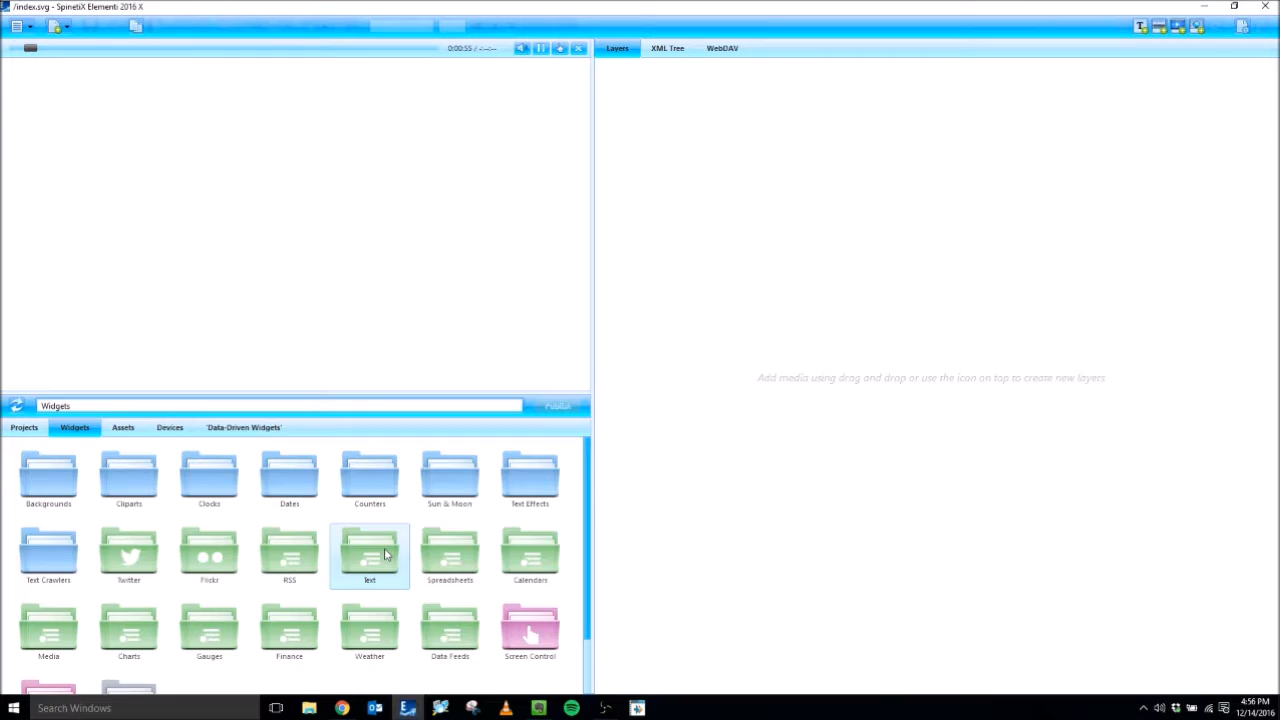 /index.svg - SpinetiX Elementi 2016 X
0:00:55 / --:--:--
Layers
XML Tree
WebDAV
Add media using drag and drop or use the icon on top to create new layers
Widgets
Publish
Projects
Widgets
Assets
Devices
'Data-Driven Widgets'
Backgrounds
Cliparts
Clocks
Dates
Counters
Sun & Moon
Text Effects
Text Crawlers
Twitter
Flickr
RSS
Text
Spreadsheets
Calendars
Media
Charts
Gauges
Finance
Weather
Data Feeds
Screen Control
Search Windows
4:56 PM
12/14/2016